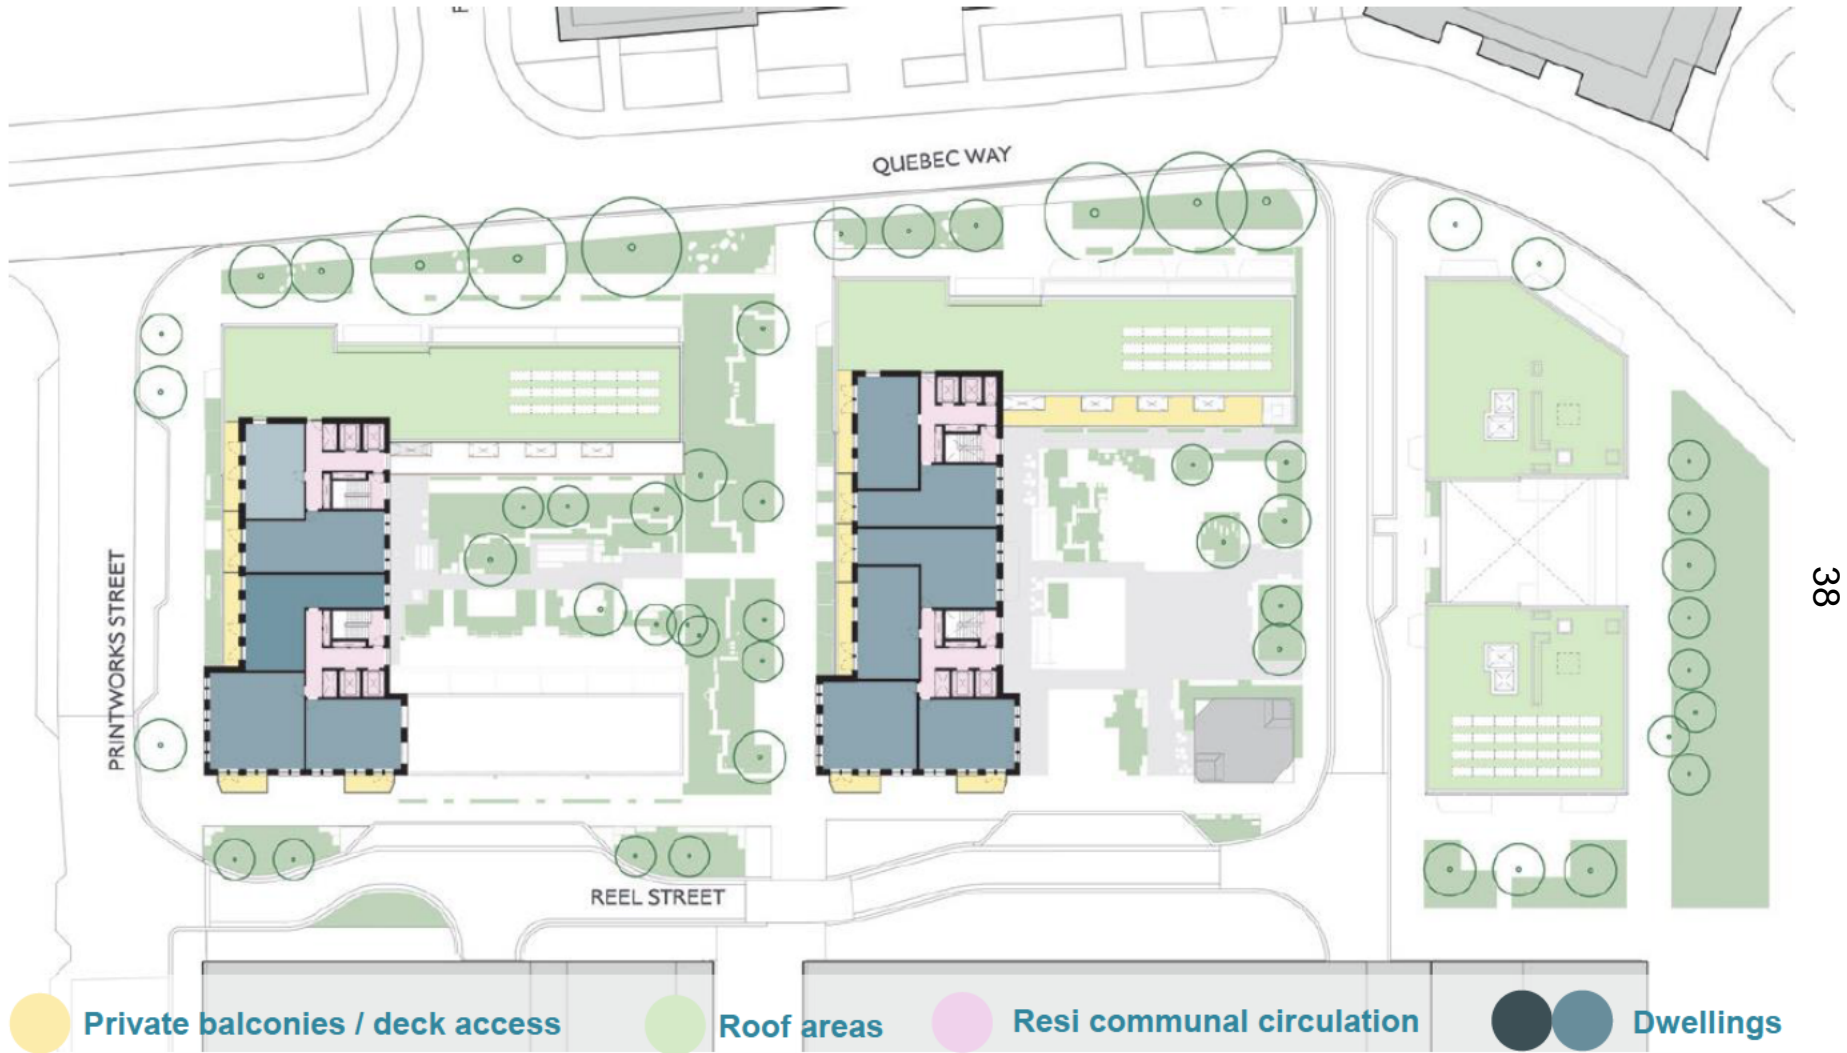 QUEBEC WAY
PRINTWORKS STREET
38
REEL STREET
Private balconies / deck access
Roof areas
Resi communal circulation
Dwellings